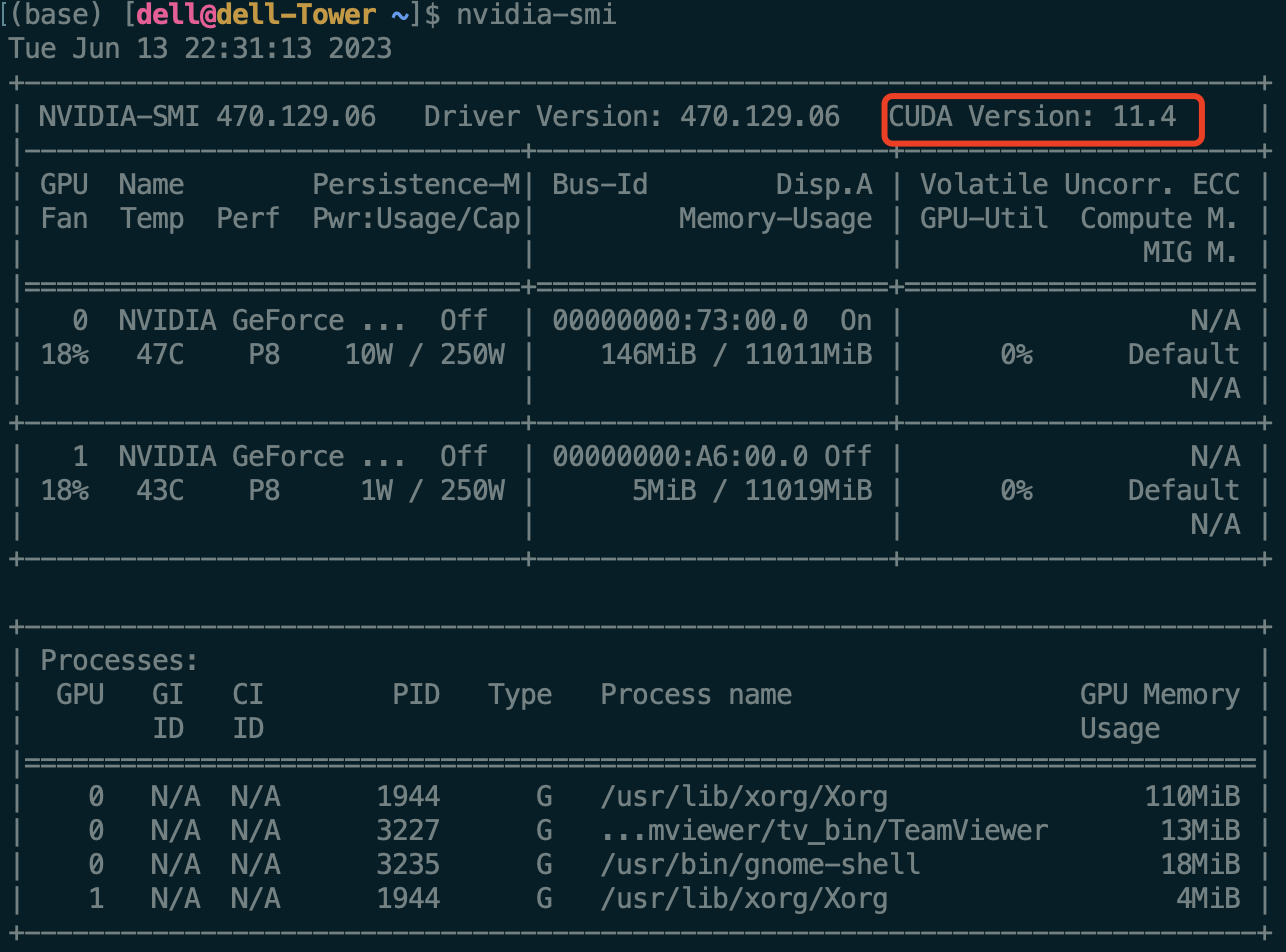 [(base) [dell@dell-Tower ~]$ nvidia-smi
Tue Jun 13 22:31:13 2023
+-----------------------------------------------------------------------------+
| NVIDIA-SMI 470.129.06   Driver Version: 470.129.06   CUDA Version: 11.4     |
|-------------------------------+----------------------+----------------------+
| GPU  Name        Persistence-M| Bus-Id        Disp.A | Volatile Uncorr. ECC |
| Fan  Temp  Perf  Pwr:Usage/Cap|         Memory-Usage | GPU-Util  Compute M. |
|                               |                      |               MIG M. |
|===============================+======================+======================|
|   0  NVIDIA GeForce ...  Off  | 00000000:73:00.0  On |                  N/A |
| 18%   47C    P8    10W / 250W |    146MiB / 11011MiB |      0%      Default |
|                               |                      |                  N/A |
+-------------------------------+----------------------+----------------------+
|   1  NVIDIA GeForce ...  Off  | 00000000:A6:00.0 Off |                  N/A |
| 18%   43C    P8     1W / 250W |      5MiB / 11019MiB |      0%      Default |
|                               |                      |                  N/A |
+-------------------------------+----------------------+----------------------+

+-----------------------------------------------------------------------------+
| Processes:                                                                  |
|  GPU   GI   CI        PID   Type   Process name                  GPU Memory |
|        ID   ID                                                   Usage      |
|=============================================================================|
|    0   N/A  N/A      1944      G   /usr/lib/xorg/Xorg                110MiB |
|    0   N/A  N/A      3227      G   ...mviewer/tv_bin/TeamViewer       13MiB |
|    0   N/A  N/A      3235      G   /usr/bin/gnome-shell               18MiB |
|    1   N/A  N/A      1944      G   /usr/lib/xorg/Xorg                  4MiB |
+-----------------------------------------------------------------------------+